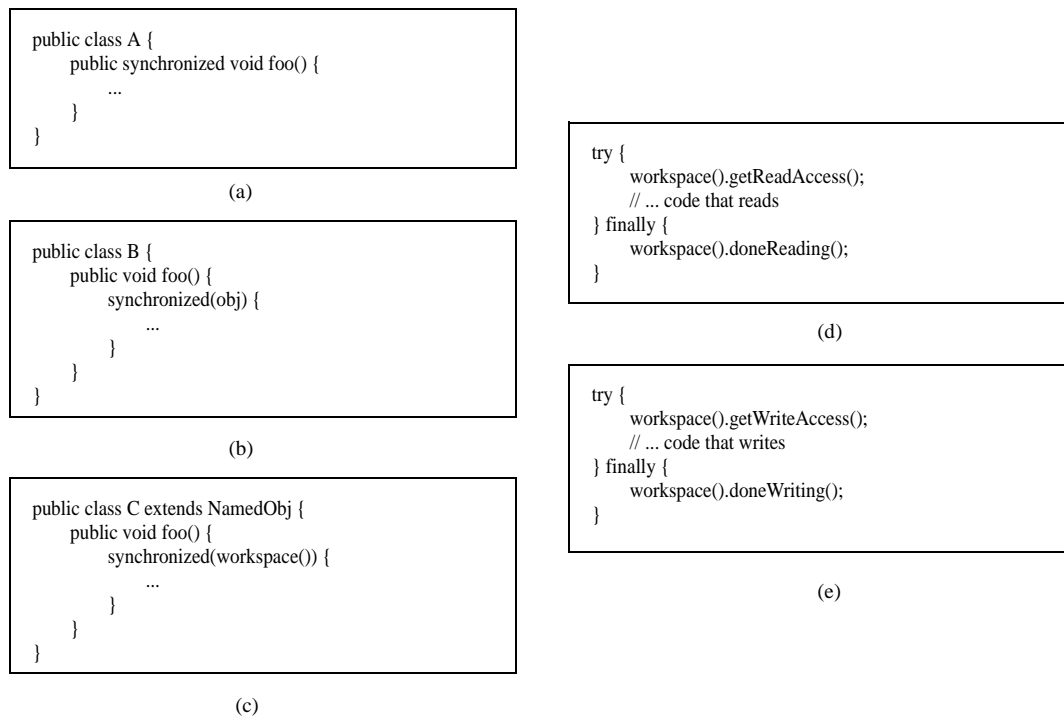 public class A {
public synchronized void foo() {
...
}
}
(a)
public class B {
public void foo() {
synchronized(obj) {
...
}
}
}
(b)
public class C extends NamedObj {
public void foo() {
synchronized(workspace()) {
...
}
}
}
(c)
try {
workspace().getReadAccess();
// ... code that reads
} finally {
workspace().doneReading();
}
(d)
try {
workspace().getWriteAccess();
// ... code that writes
} finally {
workspace().doneWriting();
}
(e)